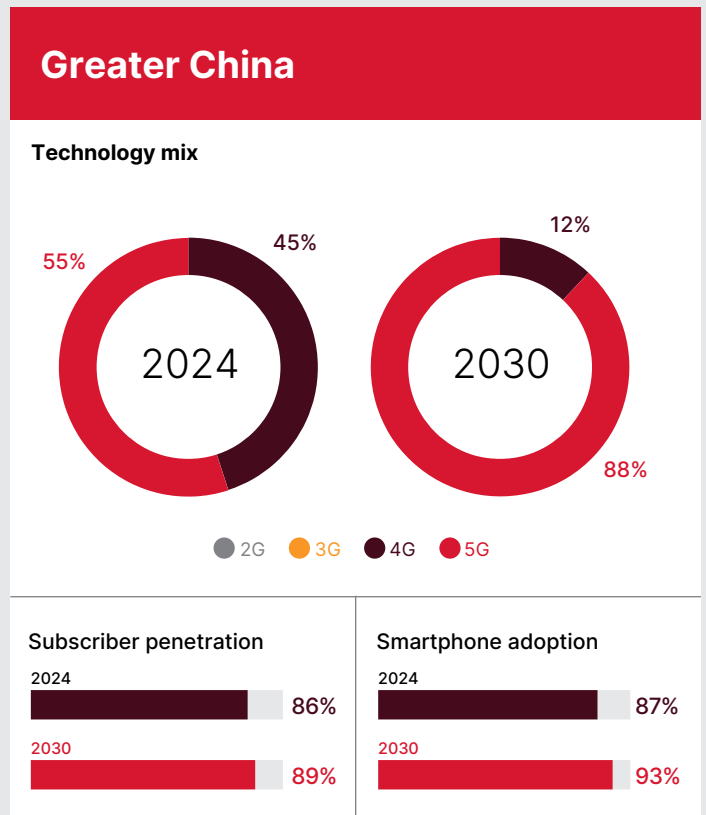 Greater China
Technology mix
55%
45%
2024
12%
88%
2030
2G 3G 4G 5G
Subscriber penetration
2024
86%
2030
89%
Smartphone adoption
2024
87%
2030
93%